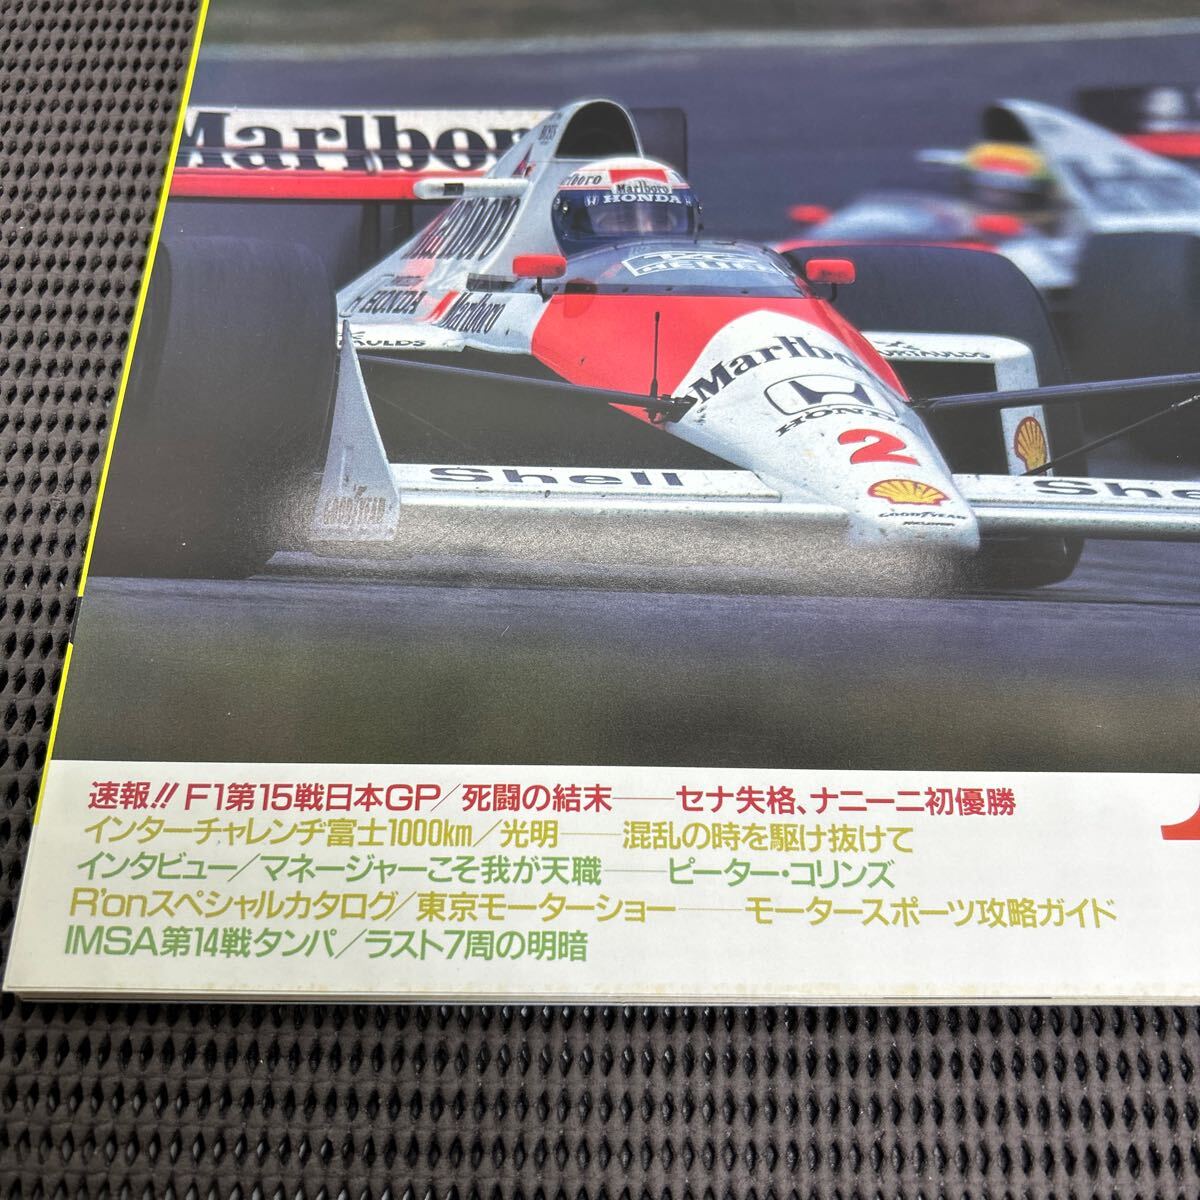 Marlboro
Marlboro
Marlboro
HONDA
Marlboro
HONDA
Marlboro
Marlboro
HONDA
2
Shell
GOODYEAR
GOODYEAR
速報!! F1第15戦日本GP/死闘の結末——セナ失格、ナニーニ初優勝
インターチャレンヂ富士1000km/光明——混乱の時を駆け抜けて
インタビュー/マネージャーこそ我が天職——ピーター・コリンズ
R'onスペシャルカタログ/東京モーターショー——モータースポーツ攻略ガイド
IMSA第14戦タンパ/ラスト7周の明暗